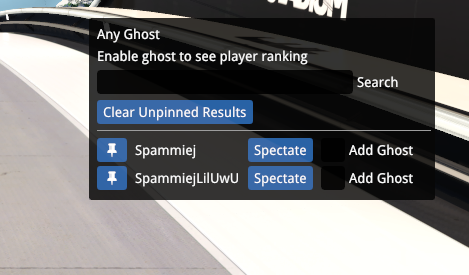 STADIUM
Any Ghost
Enable ghost to see player ranking
Search
Clear Unpinned Results
Spammiej Spectate Add Ghost
SpammiejLilUwU Spectate Add Ghost